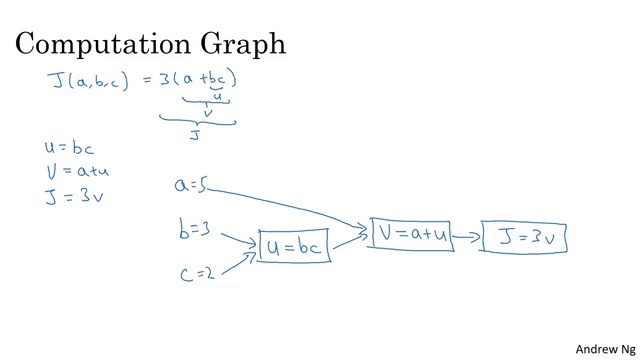 Computation Graph
J(a,b,c) = 3(a+bc)
u
v
J
u = bc
V = a+u
J = 3v
a=5
b=3
c=2
u = bc
V = a+u
J = 3v
Andrew Ng